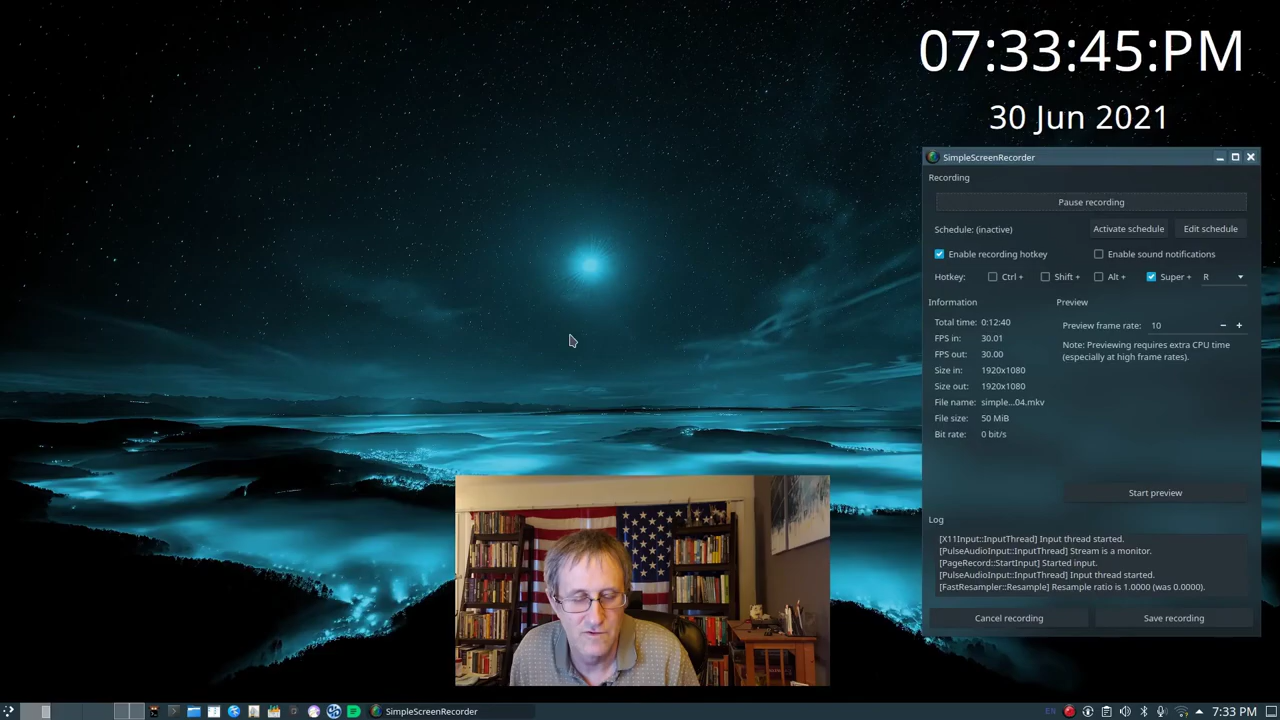 07:33:45:PM
30 Jun 2021
SimpleScreenRecorder
Recording
Pause recording
Schedule: (inactive)
Activate schedule
Edit schedule
Enable recording hotkey
Enable sound notifications
Hotkey:
Ctrl +
Shift +
Alt +
Super +
R
Information
Total time: 0:12:40
FPS in: 30.01
FPS out: 30.00
Size in: 1920x1080
Size out: 1920x1080
File name: simple...04.mkv
File size: 50 MiB
Bit rate: 0 bit/s
Preview
Preview frame rate: 10
Note: Previewing requires extra CPU time
(especially at high frame rates).
Start preview
Log
[X11Input::InputThread] Input thread started.
[PulseAudioInput::InputThread] Stream is a monitor.
[PageRecord::StartInput] Started input.
[PulseAudioInput::InputThread] Input thread started.
[FastResampler::Resample] Resample ratio is 1.0000 (was 0.0000).
Cancel recording
Save recording
SimpleScreenRecorder
7:33 PM